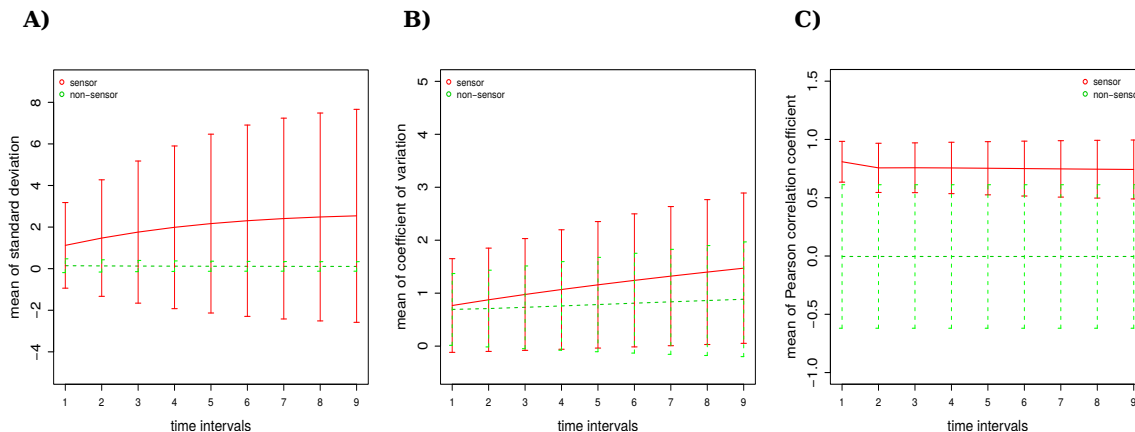 A)
sensor
non-sensor
mean of standard deviation
8
6
4
2
0
−2
−4
1 2 3 4 5 6 7 8 9
time intervals
B)
sensor
non-sensor
mean of coefficient of variation
5
4
3
2
1
0
1 2 3 4 5 6 7 8 9
time intervals
C)
sensor
non-senso
mean of Pearson correlation coefficient
1.5
1.0
0.5
0.0
−0.5
−1.0
1 2 3 4 5 6 7 8 9
time intervals